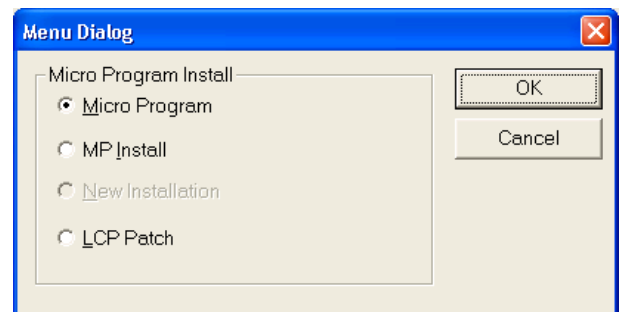 Menu Dialog
Micro Program Install
Micro Program
MP Install
New Installation
LCP Patch
OK
Cancel